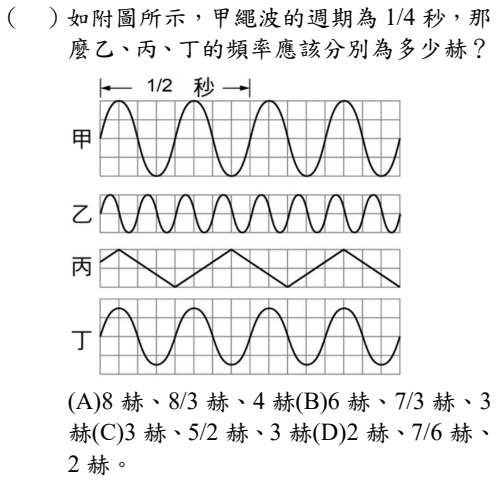 （　）如附圖所示，甲繩波的週期為 1/4 秒，那
麼乙、丙、丁的頻率應該分別為多少赫？
1/2 秒
甲
乙
丙
丁
(A)8 赫、8/3 赫、4 赫(B)6 赫、7/3 赫、3
赫(C)3 赫、5/2 赫、3 赫(D)2 赫、7/6 赫、
2 赫。